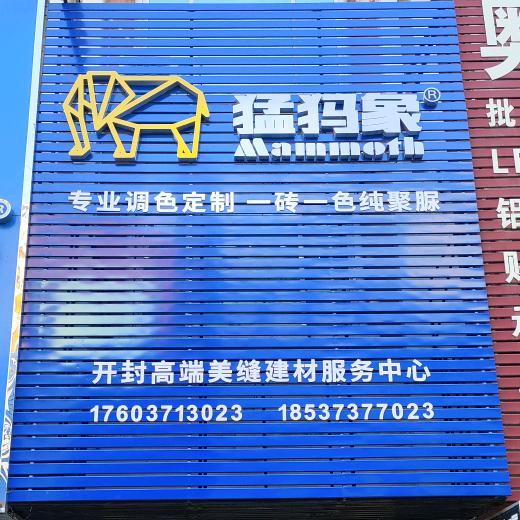 猛犸象®
Mammoth
专业调色定制 一砖一色纯聚脲
开封高端美缝建材服务中心
17603713023 18537377023
®
奥
批
L
铝